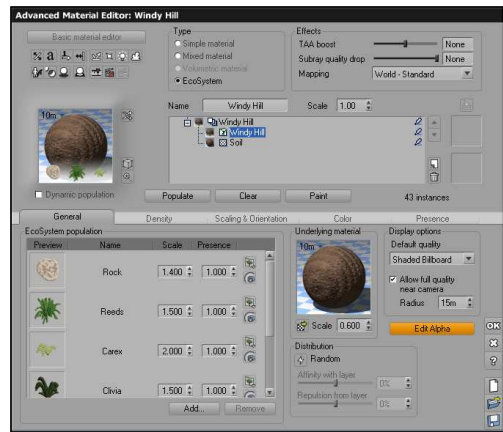 Advanced Material Editor: Windy Hill
Basic material editor
Type
Simple material
Mixed material
Volumetric material
EcoSystem
Effects
TAA boost None
Subray quality drop None
Mapping World - Standard
Name Windy Hill Scale 1.00
10m
Windy Hill
Windy Hill
Soil
Dynamic population
Populate Clear Paint 43 instances
General Density Scaling & Orientation Color Presence
EcoSystem population
Preview Name Scale Presence
Rock 1.400 1.000
Reeds 1.500 1.000
Carex 2.000 1.000
Clivia 1.500 1.000
Add... Remove
Underlying material
10m
Scale 0.600
Distribution
Random
Affinity with layer 0%
Repulsion from layer 0%
Display options
Default quality
Shaded Billboard
Allow full quality
near camera
Radius 15m
Edit Alpha
OK